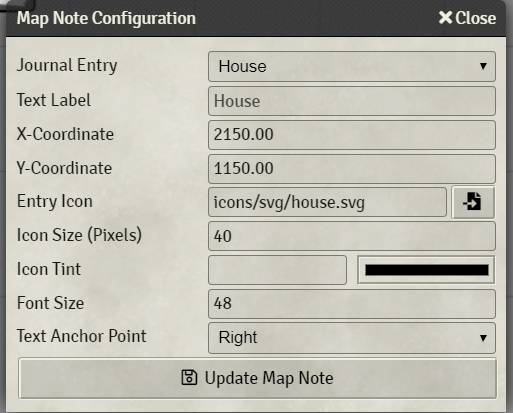 Map Note Configuration Close
Journal Entry House
Text Label House
X-Coordinate 2150.00
Y-Coordinate 1150.00
Entry Icon icons/svg/house.svg
Icon Size (Pixels) 40
Icon Tint
Font Size 48
Text Anchor Point Right
Update Map Note